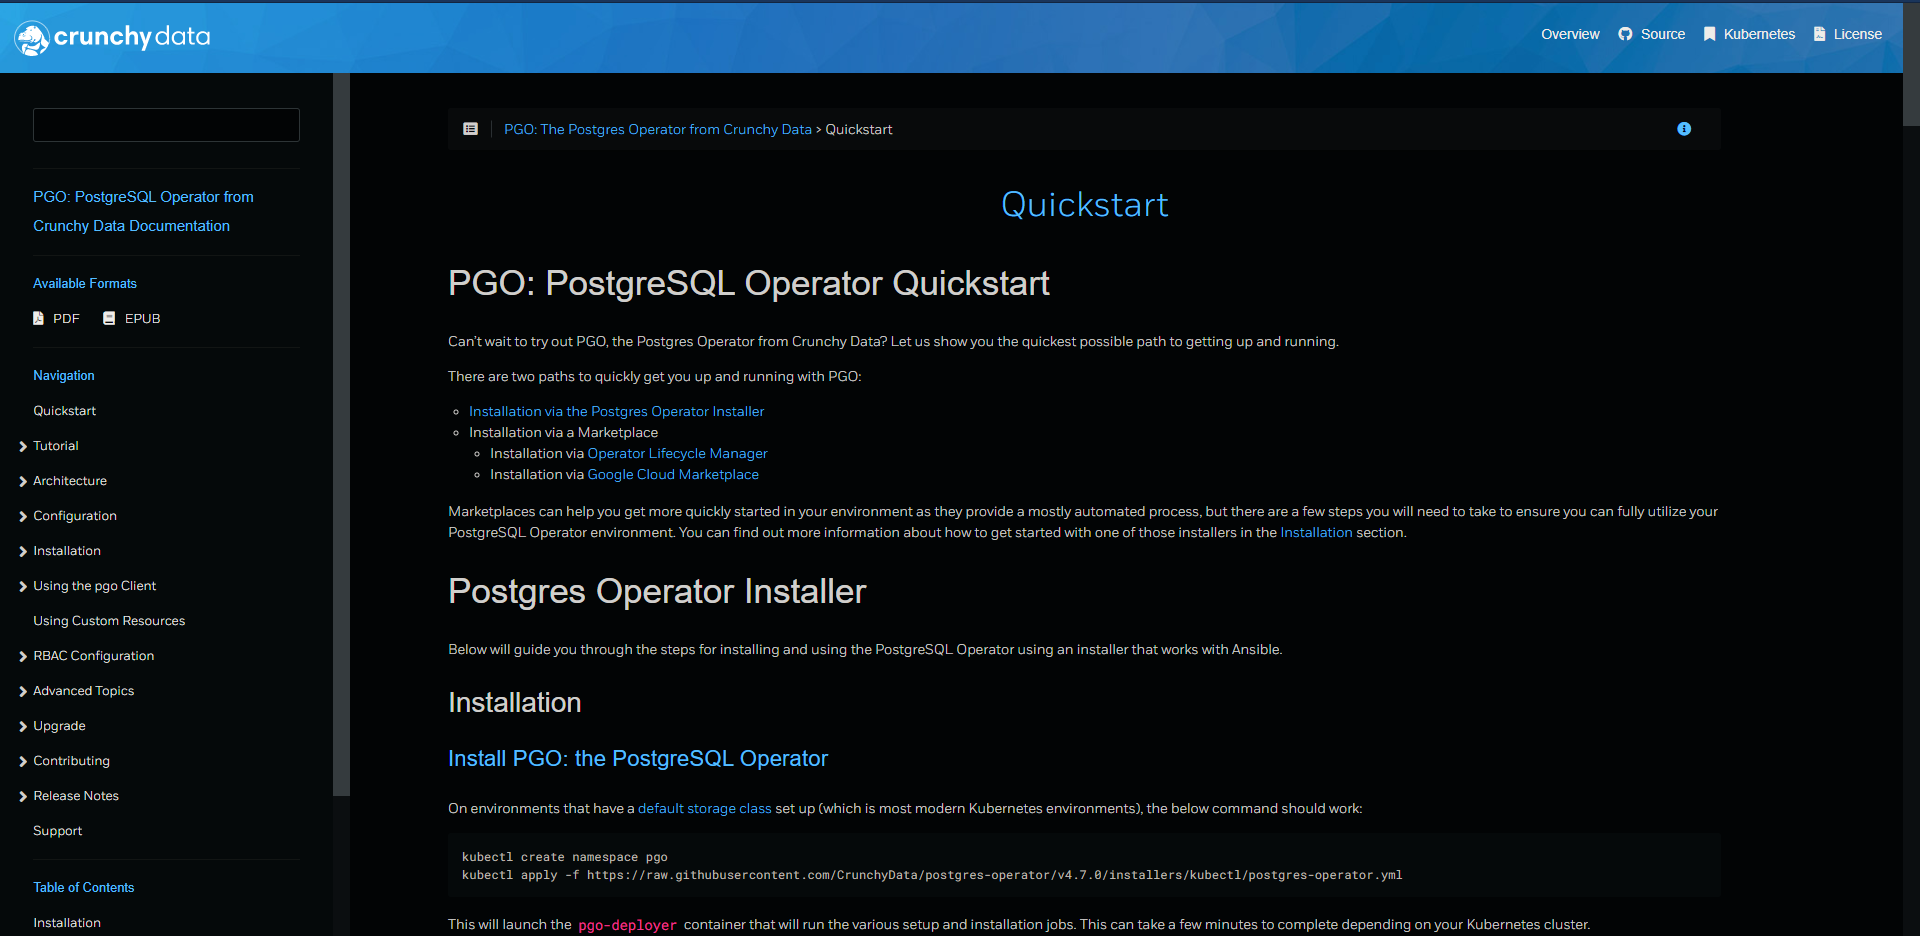 crunchy data
Overview
Source
Kubernetes
License
PGO: PostgreSQL Operator from
Crunchy Data Documentation
Available Formats
PDF
EPUB
Navigation
Quickstart
Tutorial
Architecture
Configuration
Installation
Using the pgo Client
Using Custom Resources
RBAC Configuration
Advanced Topics
Upgrade
Contributing
Release Notes
Support
Table of Contents
Installation
PGO: The Postgres Operator from Crunchy Data > Quickstart
Quickstart
PGO: PostgreSQL Operator Quickstart
Can't wait to try out PGO, the Postgres Operator from Crunchy Data? Let us show you the quickest possible path to getting up and running.
There are two paths to quickly get you up and running with PGO:
Installation via the Postgres Operator Installer
Installation via a Marketplace
Installation via Operator Lifecycle Manager
Installation via Google Cloud Marketplace
Marketplaces can help you get more quickly started in your environment as they provide a mostly automated process, but there are a few steps you will need to take to ensure you can fully utilize your
PostgreSQL Operator environment. You can find out more information about how to get started with one of those installers in the Installation section.
Postgres Operator Installer
Below will guide you through the steps for installing and using the PostgreSQL Operator using an installer that works with Ansible.
Installation
Install PGO: the PostgreSQL Operator
On environments that have a default storage class set up (which is most modern Kubernetes environments), the below command should work:
kubectl create namespace pgo
kubectl apply -f https://raw.githubusercontent.com/CrunchyData/postgres-operator/v4.7.0/installers/kubectl/postgres-operator.yml
This will launch the pgo-deployer container that will run the various setup and installation jobs. This can take a few minutes to complete depending on your Kubernetes cluster.